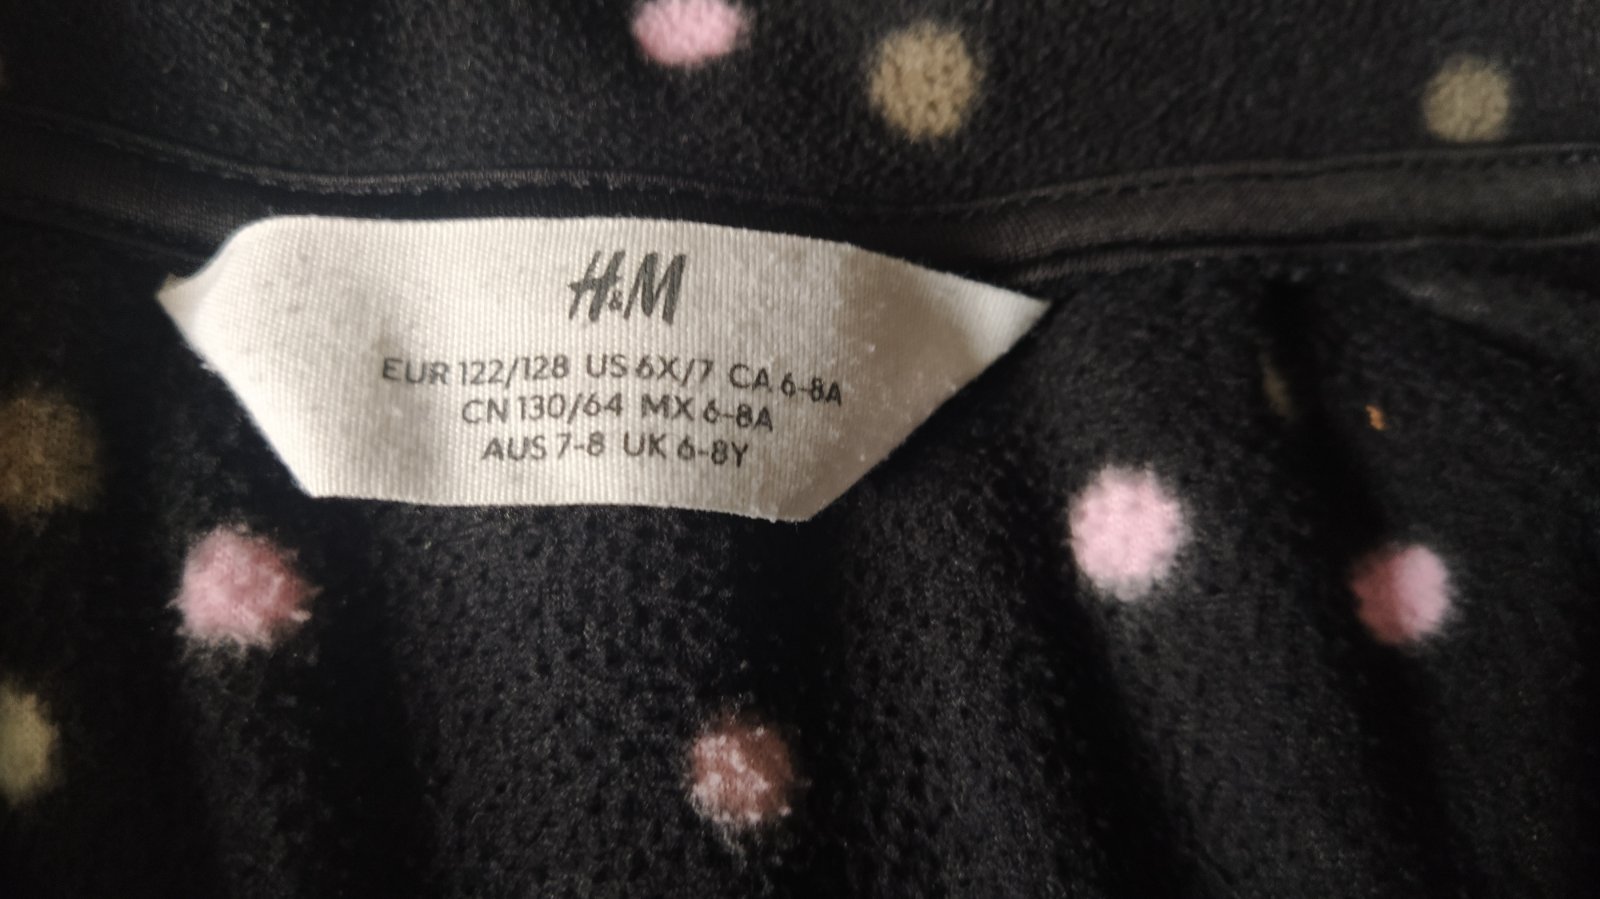 H&M
EUR 122/128 US 6X/7 CA 6-8A
CN 130/64 MX 6-8A
AUS 7-8 UK 6-8Y